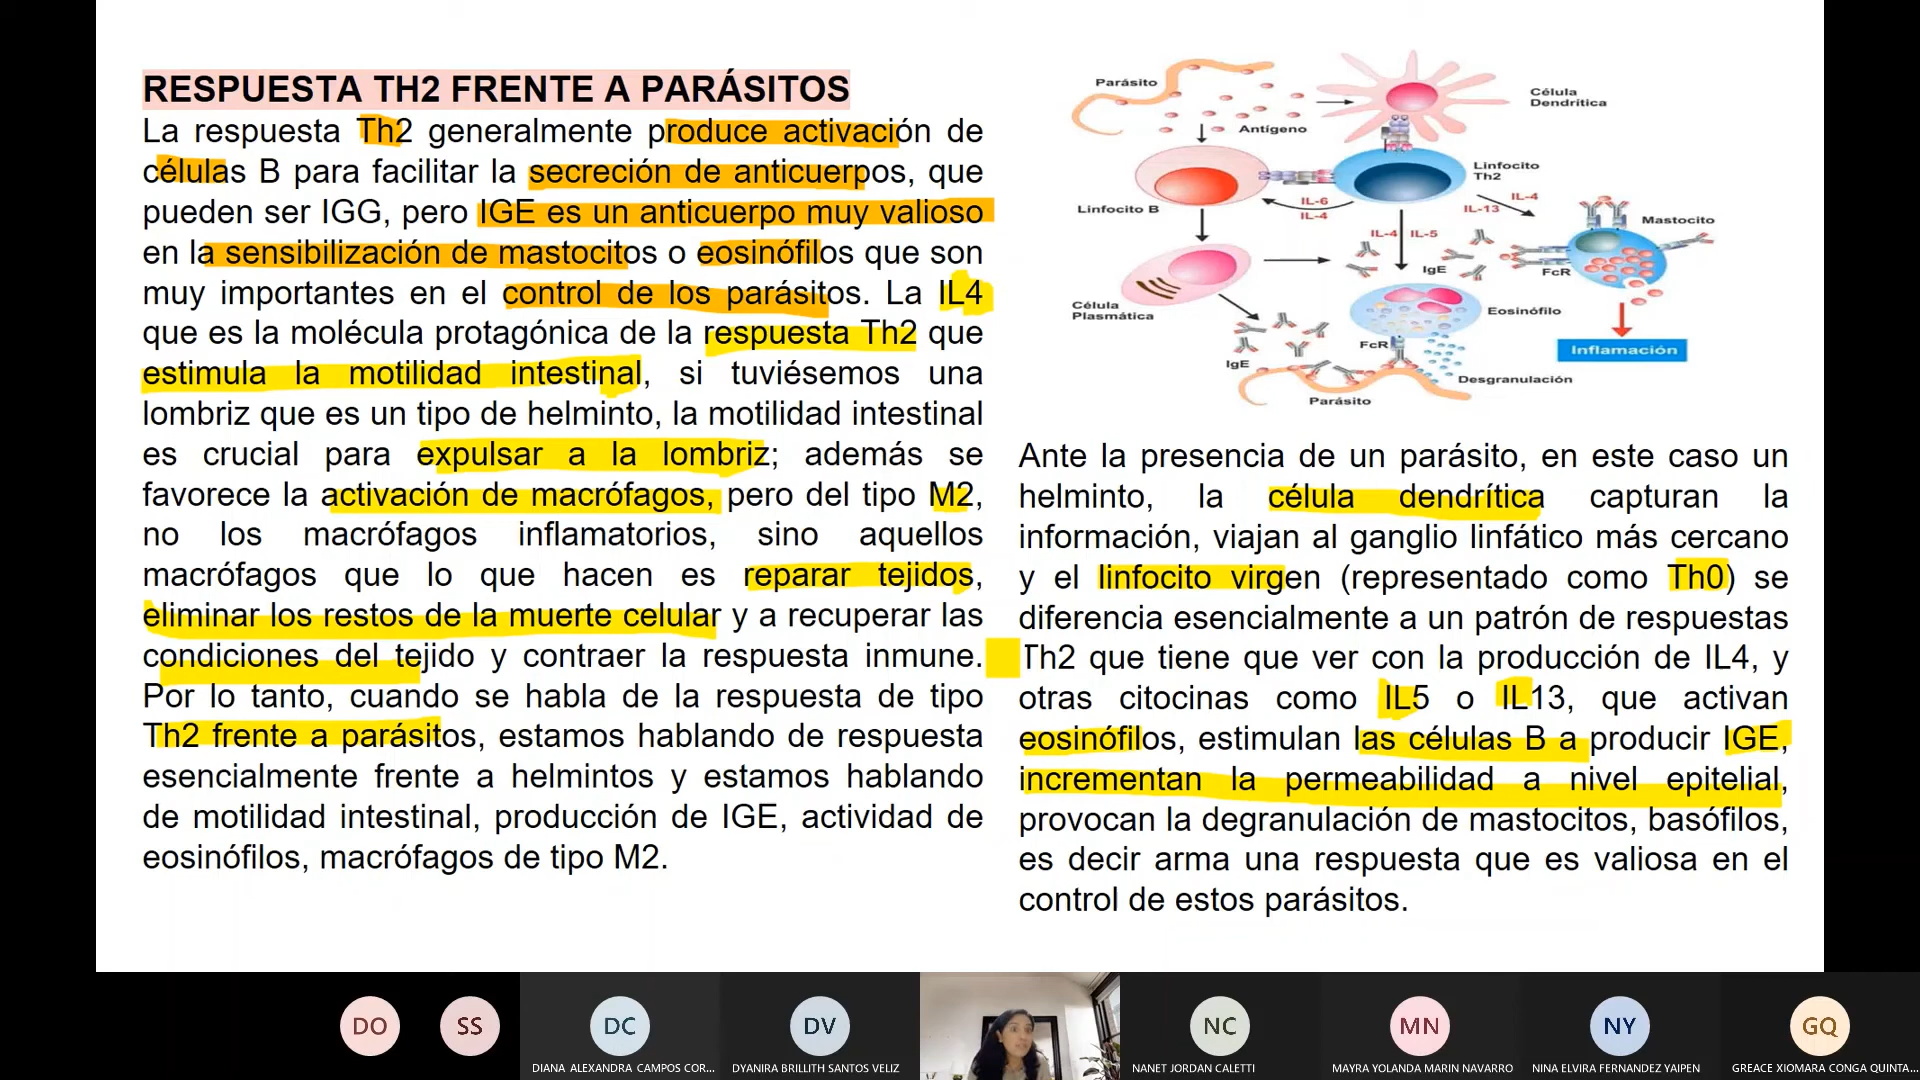 RESPUESTA TH2 FRENTE A PARÁSITOS
La respuesta Th2 generalmente produce activación de
células B para facilitar la secreción de anticuerpos, que
pueden ser IGG, pero IGE es un anticuerpo muy valioso
en la sensibilización de mastocitos o eosinófilos que son
muy importantes en el control de los parásitos. La IL4
que es la molécula protagónica de la respuesta Th2 que
estimula la motilidad intestinal, si tuviésemos una
lombriz que es un tipo de helminto, la motilidad intestinal
es crucial para expulsar a la lombriz; además se
favorece la activación de macrófagos, pero del tipo M2,
no los macrófagos inflamatorios, sino aquellos
macrófagos que lo que hacen es reparar tejidos,
eliminar los restos de la muerte celular y a recuperar las
condiciones del tejido y contraer la respuesta inmune.
Por lo tanto, cuando se habla de la respuesta de tipo
Th2 frente a parásitos, estamos hablando de respuesta
esencialmente frente a helmintos y estamos hablando
de motilidad intestinal, producción de IGE, actividad de
eosinófilos, macrófagos de tipo M2.
Parásito
Célula
Dendrítica
Antígeno
Linfocito
Th2
Linfocito B
IL-6
IL-4
IL-4
IL-13
Mastocito
IL-4
IL-5
IgE
FcR
Célula
Plasmática
Eosinófilo
FcR
Inflamación
IgE
Desgranulación
Parásito
Ante la presencia de un parásito, en este caso un
helminto, la célula dendrítica capturan la
información, viajan al ganglio linfático más cercano
y el linfocito virgen (representado como Th0) se
diferencia esencialmente a un patrón de respuestas
Th2 que tiene que ver con la producción de IL4, y
otras citocinas como IL5 o IL13, que activan
eosinófilos, estimulan las células B a producir IGE,
incrementan la permeabilidad a nivel epitelial,
provocan la degranulación de mastocitos, basófilos,
es decir arma una respuesta que es valiosa en el
control de estos parásitos.
DO
SS
DC
DV
NC
MN
NY
GQ
DIANA ALEXANDRA CAMPOS COR...
DYANIRA BRILLITH SANTOS VELIZ
NANET JORDAN CALETTI
MAYRA YOLANDA MARIN NAVARRO
NINA ELVIRA FERNANDEZ YAIPEN
GREACE XIOMARA CONGA QUINTA...